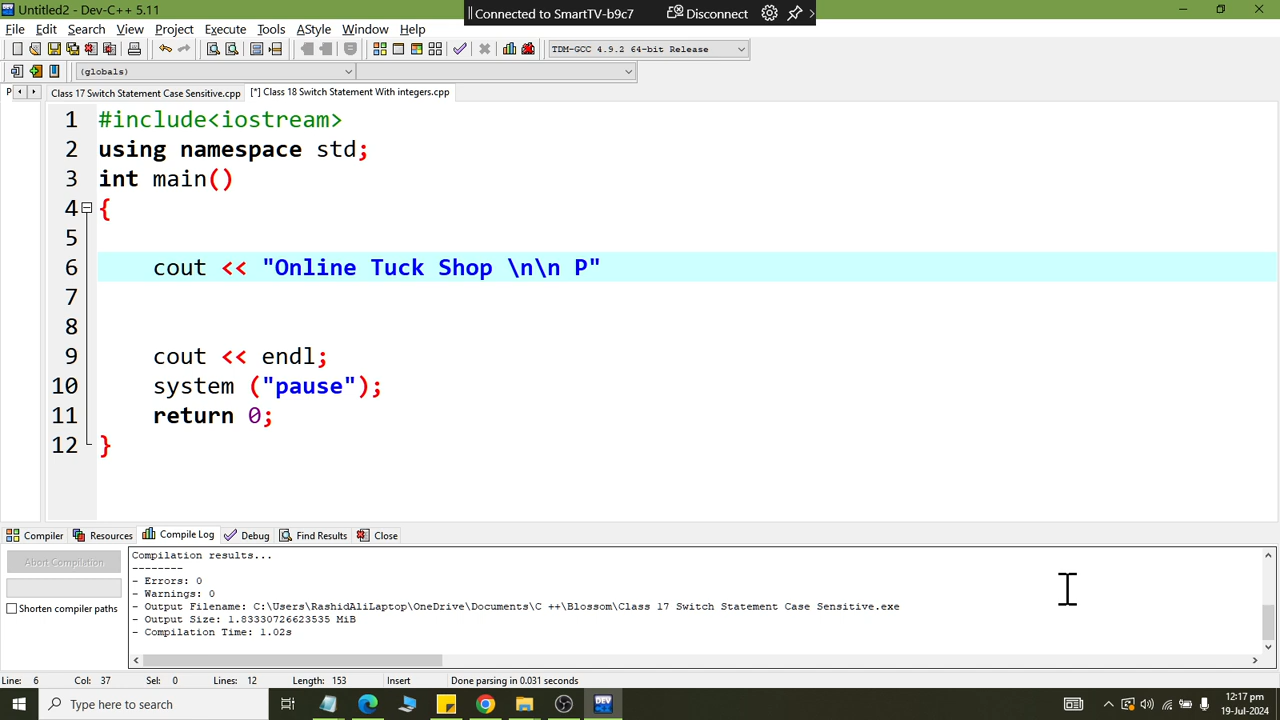 Untitled2 - Dev-C++ 5.11
Connected to SmartTV-b9c7
Disconnect
File Edit Search View Project Execute Tools AStyle Window Help
TDM-GCC 4.9.2 64-bit Release
(globals)
P
Class 17 Switch Statement Case Sensitive.cpp
[*] Class 18 Switch Statement With integers.cpp
1 #include<iostream>
2 using namespace std;
3 int main()
4 {
5
6 cout << "Online Tuck Shop \n\n P"
7
8
9 cout << endl;
10 system ("pause");
11 return 0;
12 }
Compiler Resources Compile Log Debug Find Results Close
Abort Compilation
Shorten compiler paths
Compilation results...
--------
- Errors: 0
- Warnings: 0
- Output Filename: C:\Users\RashidAliLaptop\OneDrive\Documents\C ++\Blossom\Class 17 Switch Statement Case Sensitive.exe
- Output Size: 1.83330726623535 MiB
- Compilation Time: 1.02s
Line: 6 Col: 37 Sel: 0 Lines: 12 Length: 153 Insert Done parsing in 0.031 seconds
Type here to search
DEV
12:17 pm
19-Jul-2024